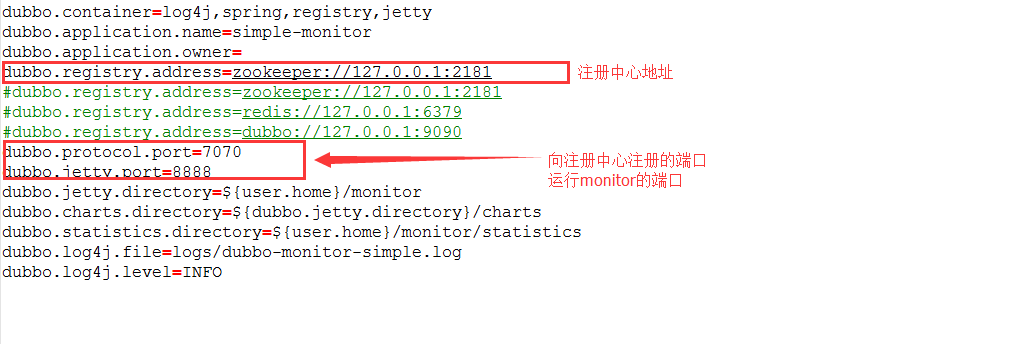 dubbo.container=log4j,spring,registry,jetty
dubbo.application.name=simple-monitor
dubbo.application.owner=
dubbo.registry.address=zookeeper://127.0.0.1:2181
注册中心地址
#dubbo.registry.address=zookeeper://127.0.0.1:2181
#dubbo.registry.address=redis://127.0.0.1:6379
#dubbo.registry.address=dubbo://127.0.0.1:9090
dubbo.protocol.port=7070
向注册中心注册的端口
dubbo.jetty.port=8888
运行monitor的端口
dubbo.jetty.directory=${user.home}/monitor
dubbo.charts.directory=${dubbo.jetty.directory}/charts
dubbo.statistics.directory=${user.home}/monitor/statistics
dubbo.log4j.file=logs/dubbo-monitor-simple.log
dubbo.log4j.level=INFO